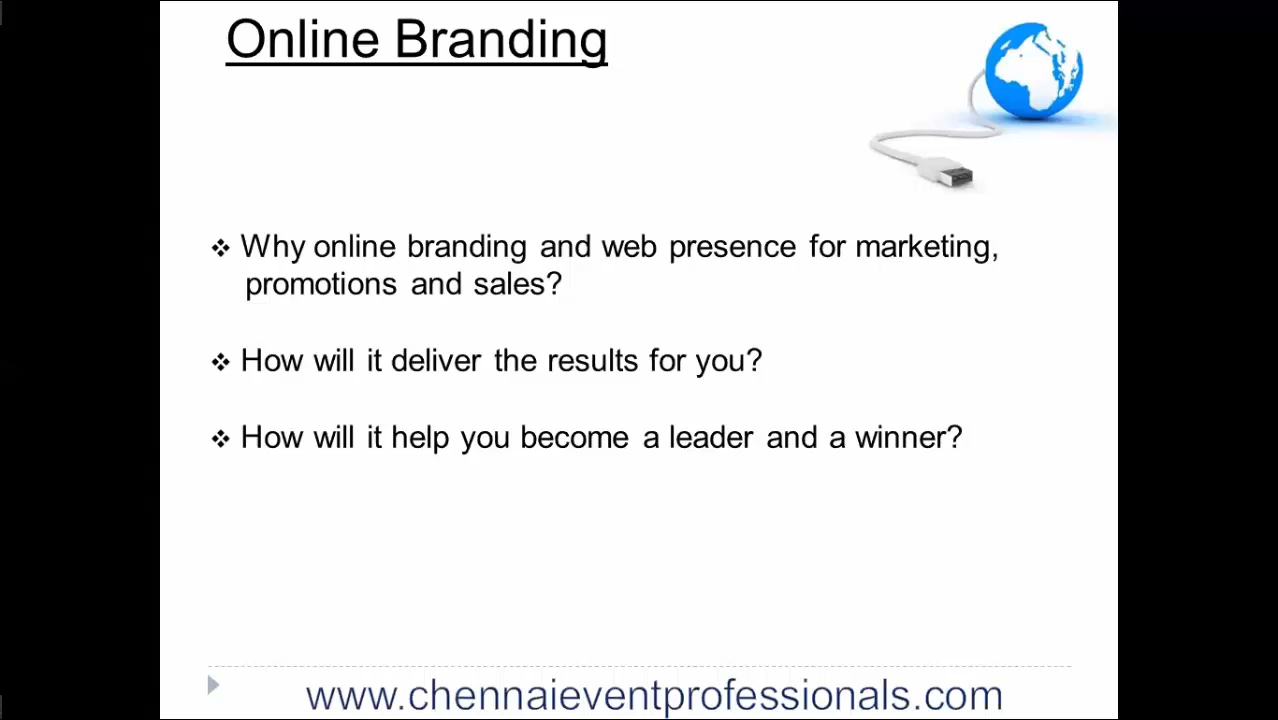 Online Branding
❖ Why online branding and web presence for marketing,
promotions and sales?
❖ How will it deliver the results for you?
❖ How will it help you become a leader and a winner?
www.chennaieventprofessionals.com